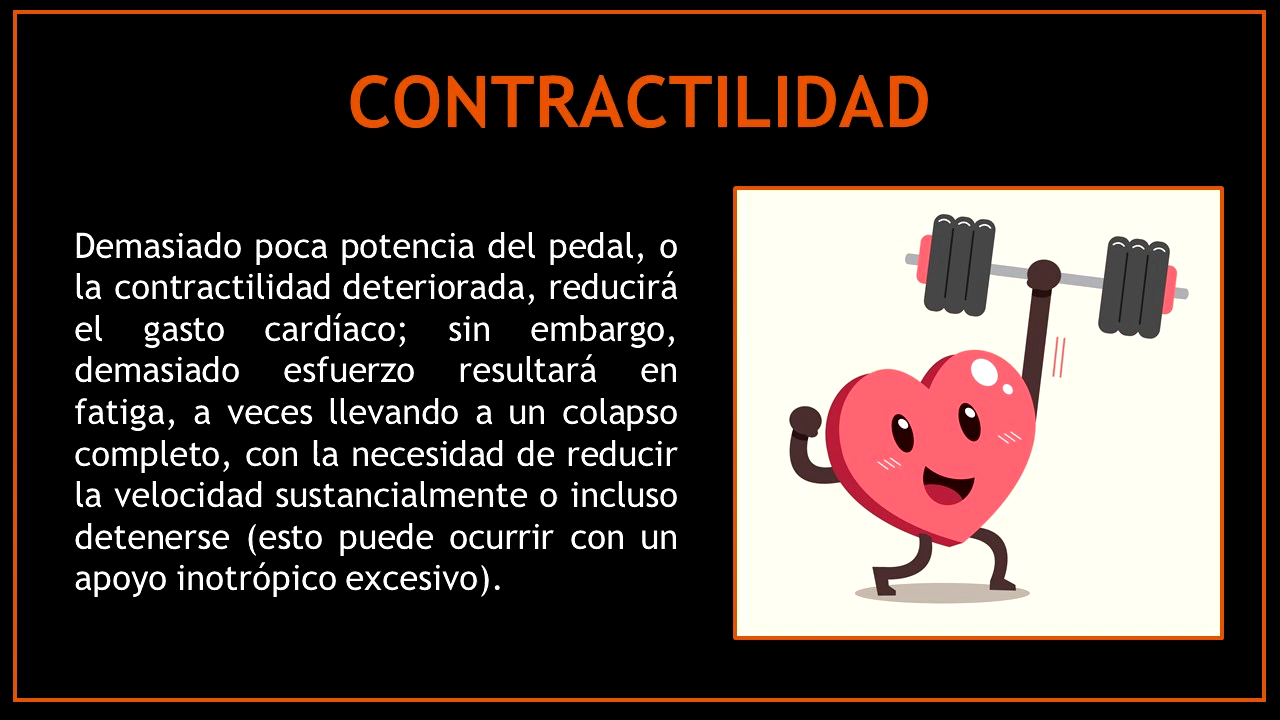 CONTRACTILIDAD
Demasiado poca potencia del pedal, o
la contractilidad deteriorada, reducirá
el gasto cardíaco; sin embargo,
demasiado esfuerzo resultará en
fatiga, a veces llevando a un colapso
completo, con la necesidad de reducir
la velocidad sustancialmente o incluso
detenerse (esto puede ocurrir con un
apoyo inotrópico excesivo).